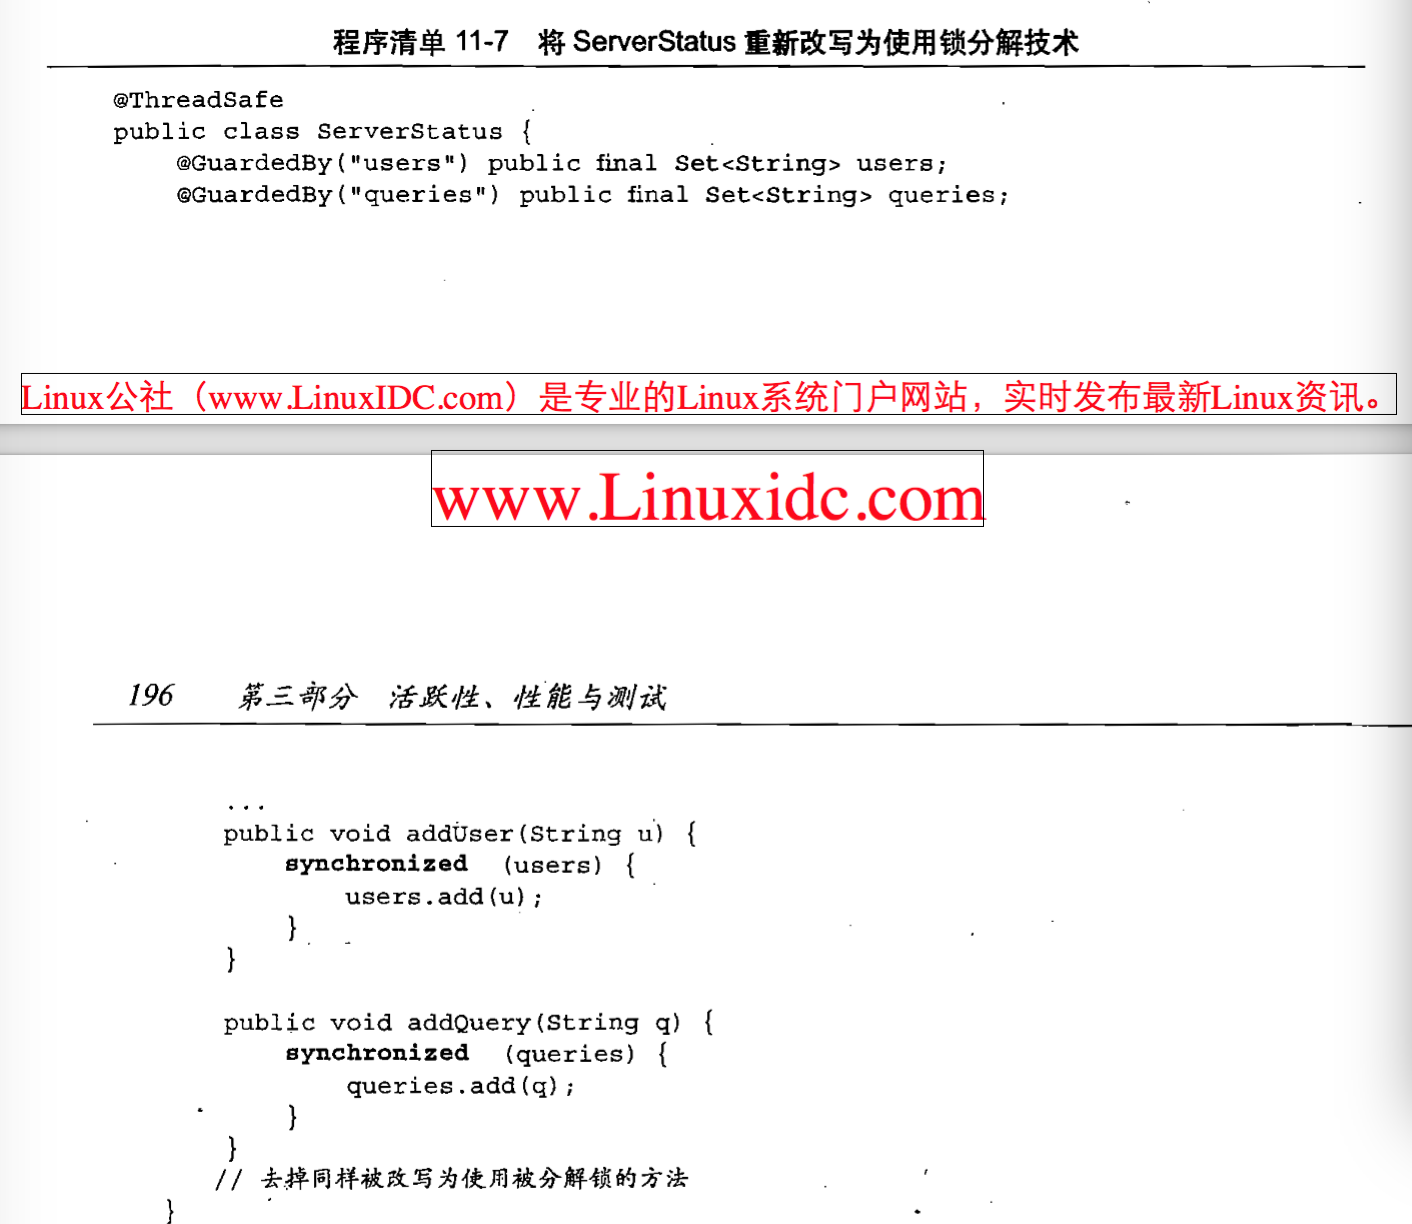 程序清单 11-7 将 ServerStatus 重新改写为使用锁分解技术
@ThreadSafe
public class ServerStatus {
@GuardedBy("users") public final Set<String> users;
@GuardedBy("queries") public final Set<String> queries;
Linux公社（www.LinuxIDC.com）是专业的Linux系统门户网站，实时发布最新Linux资讯。
www.Linuxidc.com
196 第三部分 活跃性、性能与测试
...
public void addUser(String u) {
synchronized (users) {
users.add(u);
}
}
public void addQuery(String q) {
synchronized (queries) {
queries.add(q);
}
}
// 去掉同样被改写为使用被分解锁的方法
}